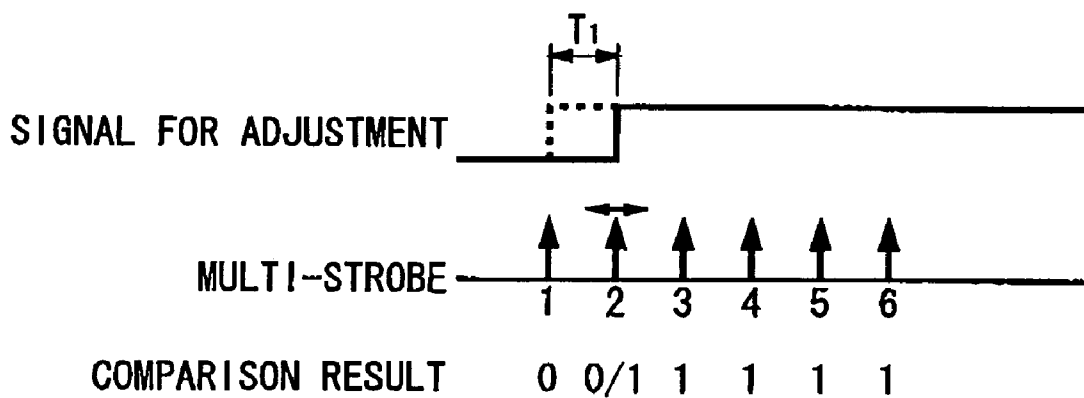 T1
SIGNAL FOR ADJUSTMENT
MULTI-STROBE
1 2 3 4 5 6
COMPARISON RESULT 0 0/1 1 1 1 1